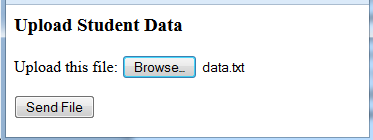 Upload Student Data
Upload this file: Browse... data.txt
Send File